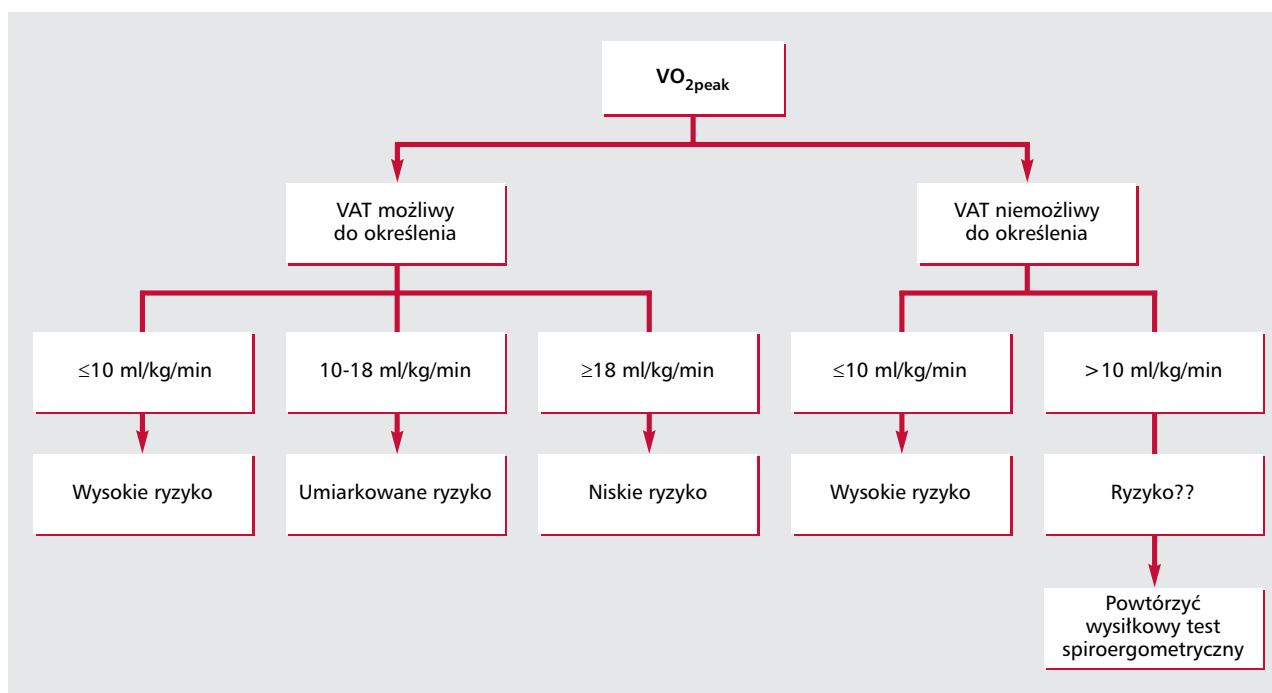 VO2peak
VAT możliwy
do określenia
VAT niemożliwy
do określenia
≤10 ml/kg/min
10-18 ml/kg/min
≥18 ml/kg/min
≤10 ml/kg/min
>10 ml/kg/min
Wysokie ryzyko
Umiarkowane ryzyko
Niskie ryzyko
Wysokie ryzyko
Ryzyko??
Powtórzyć
wysiłkowy test
spiroergometryczny